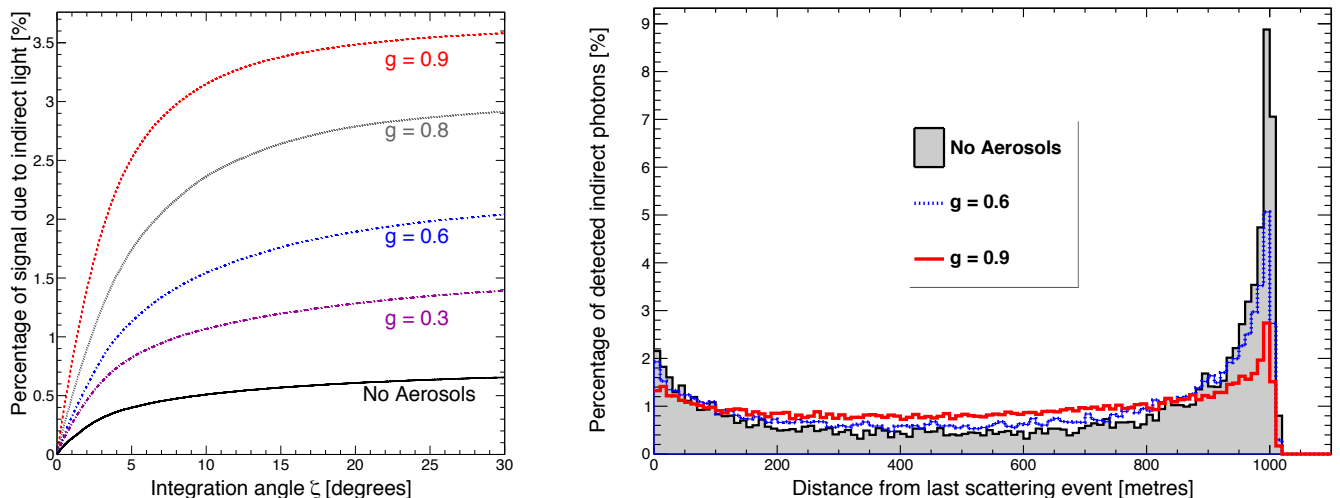 Percentage of signal due to indirect light [%]
3.5
3
2.5
2
1.5
1
0.5
0
g = 0.9
g = 0.8
g = 0.6
g = 0.3
No Aerosols
0 5 10 15 20 25 30
Integration angle ζ [degrees]
Percentage of detected indirect photons [%]
9
8
7
6
5
4
3
2
1
0
No Aerosols
g = 0.6
g = 0.9
0 200 400 600 800 1000
Distance from last scattering event [metres]